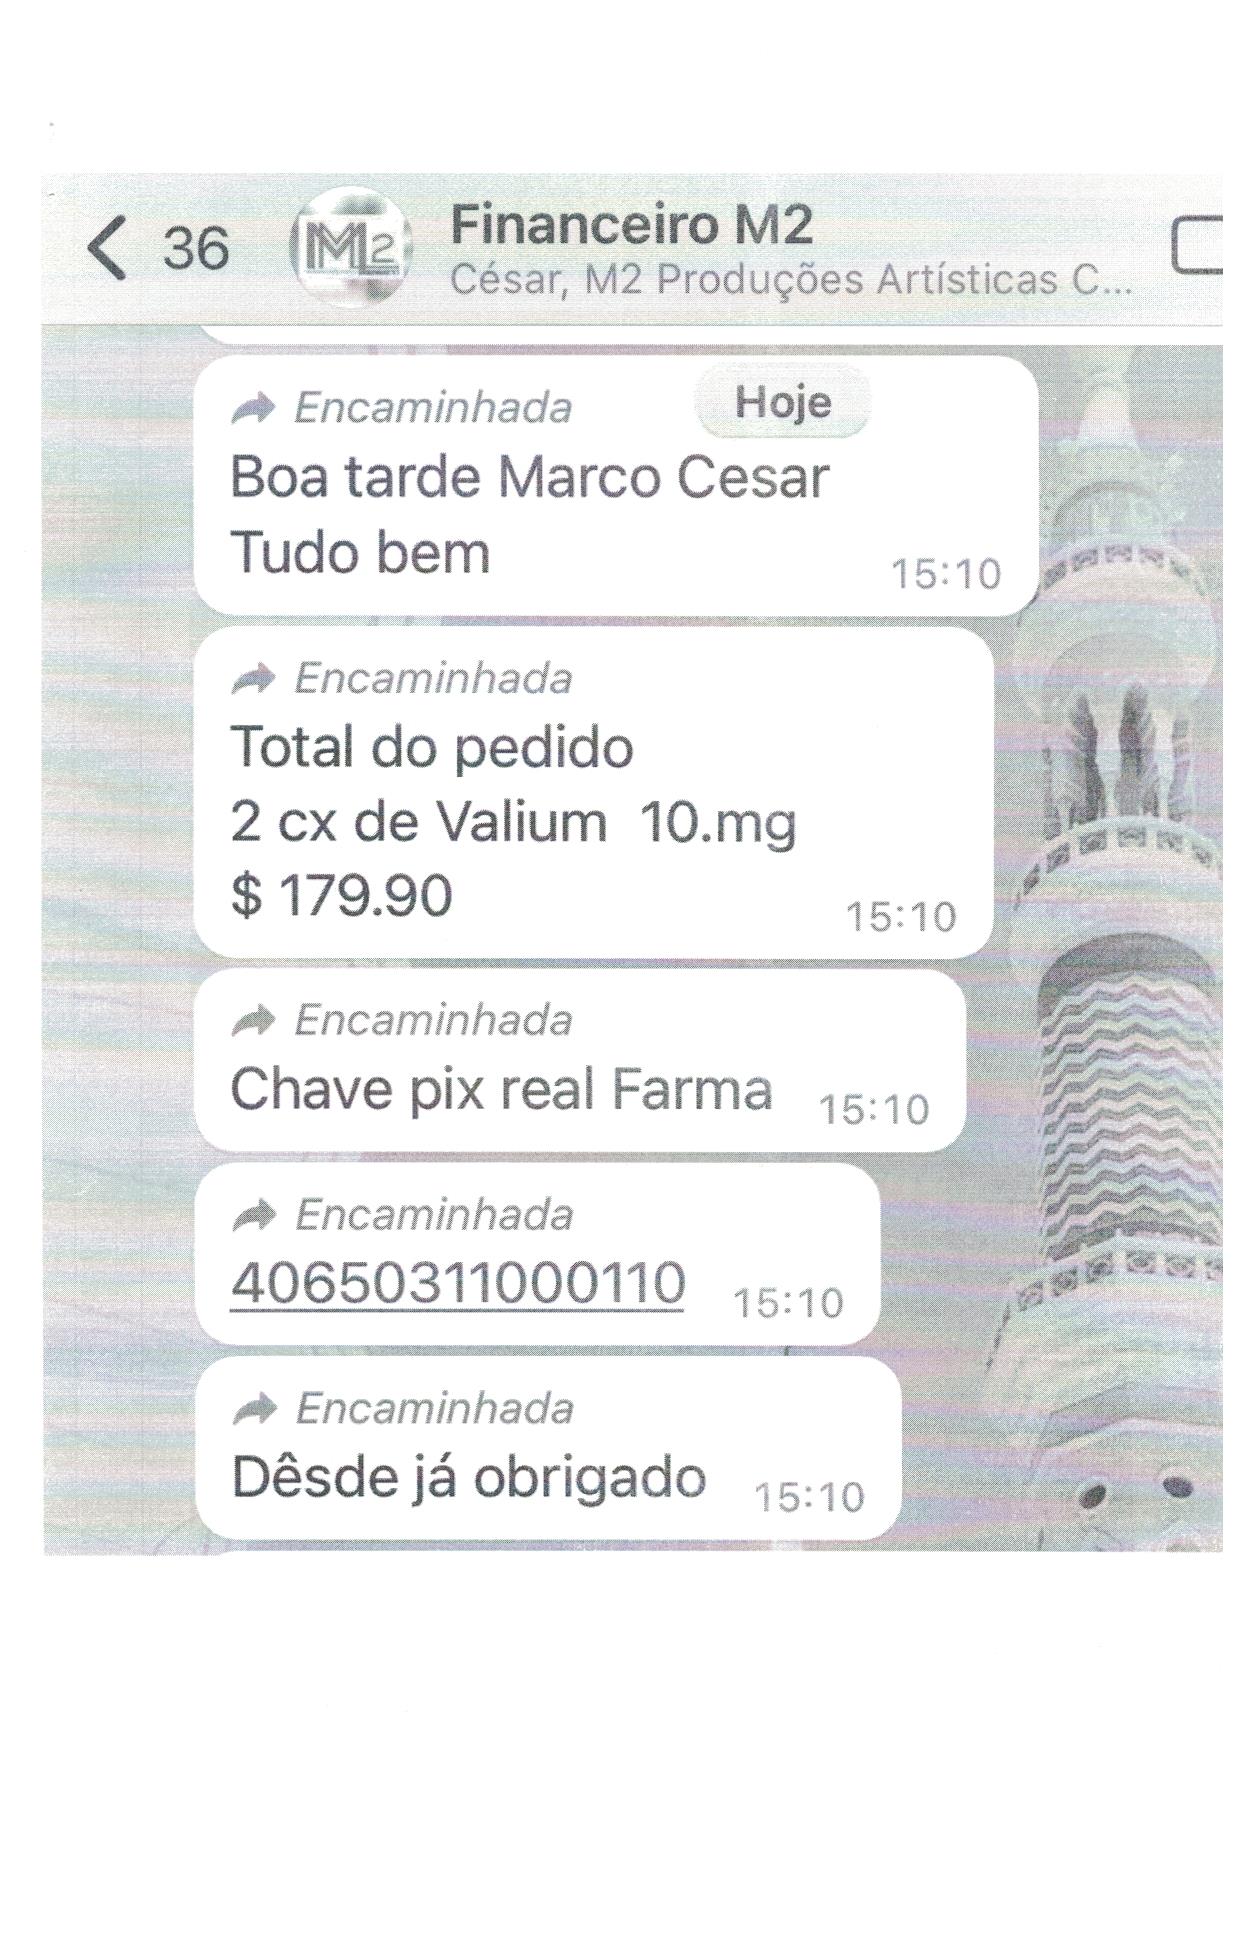 36
M2
Financeiro M2
César, M2 Produções Artísticas C...
Hoje
Encaminhada
Boa tarde Marco Cesar
Tudo bem
15:10
Encaminhada
Total do pedido
2 cx de Valium 10.mg
$ 179.90
15:10
Encaminhada
Chave pix real Farma
15:10
Encaminhada
40650311000110
15:10
Encaminhada
Dêsde já obrigado
15:10